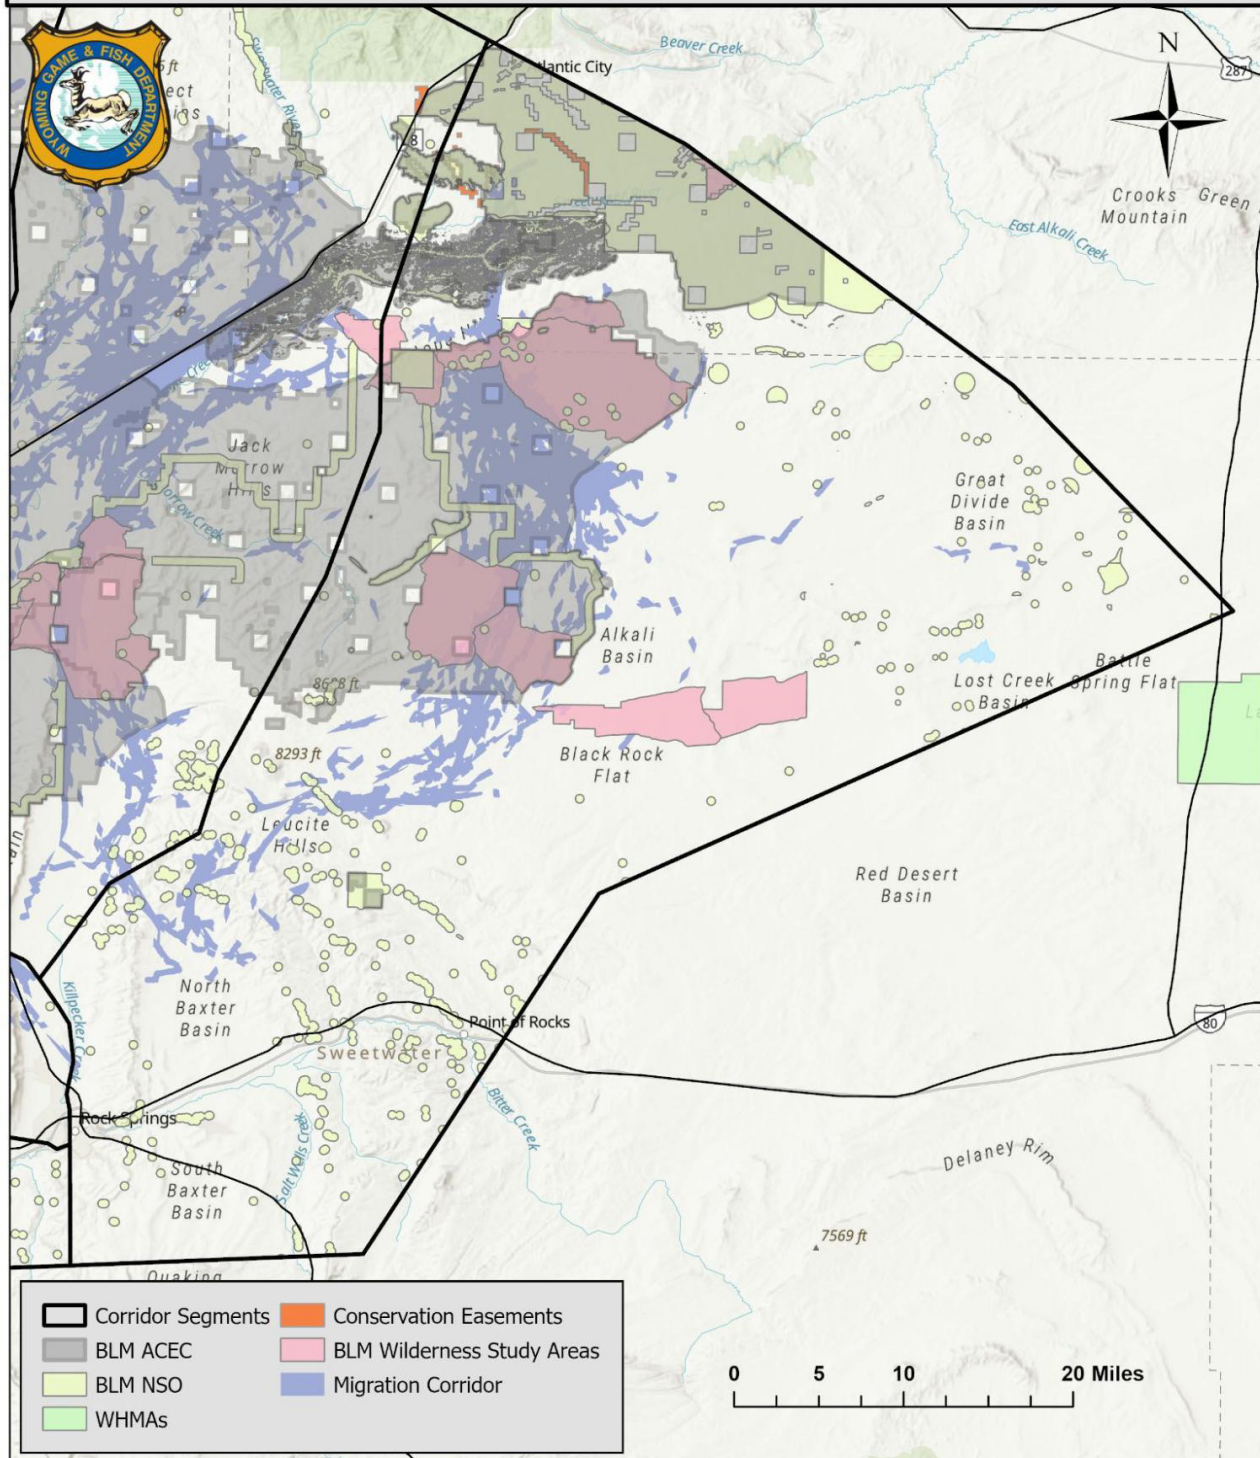 WYOMING GAME & FISH DEPARTMENT
Beaver Creek
N
Atlantic City
287
Sweetwater River
Crooks
Mountain
Green
East Alkali Creek
Jack
Morrow
Hills
Morrow Creek
Great
Divide
Basin
Alkali
Basin
Battle
Spring Flat
Lost Creek
Basin
8293 ft
Black Rock
Flat
Leucite
Hills
Red Desert
Basin
North
Baxter
Basin
Killpecker Creek
Point of Rocks
80
Sweetwater
Bitter Creek
Rock Springs
Salt Wells Creek
South
Baxter
Basin
Delaney Rim
7569 ft
Quaking
Corridor Segments
Conservation Easements
BLM ACEC
BLM Wilderness Study Areas
BLM NSO
Migration Corridor
WHMAs
0 5 10 20 Miles